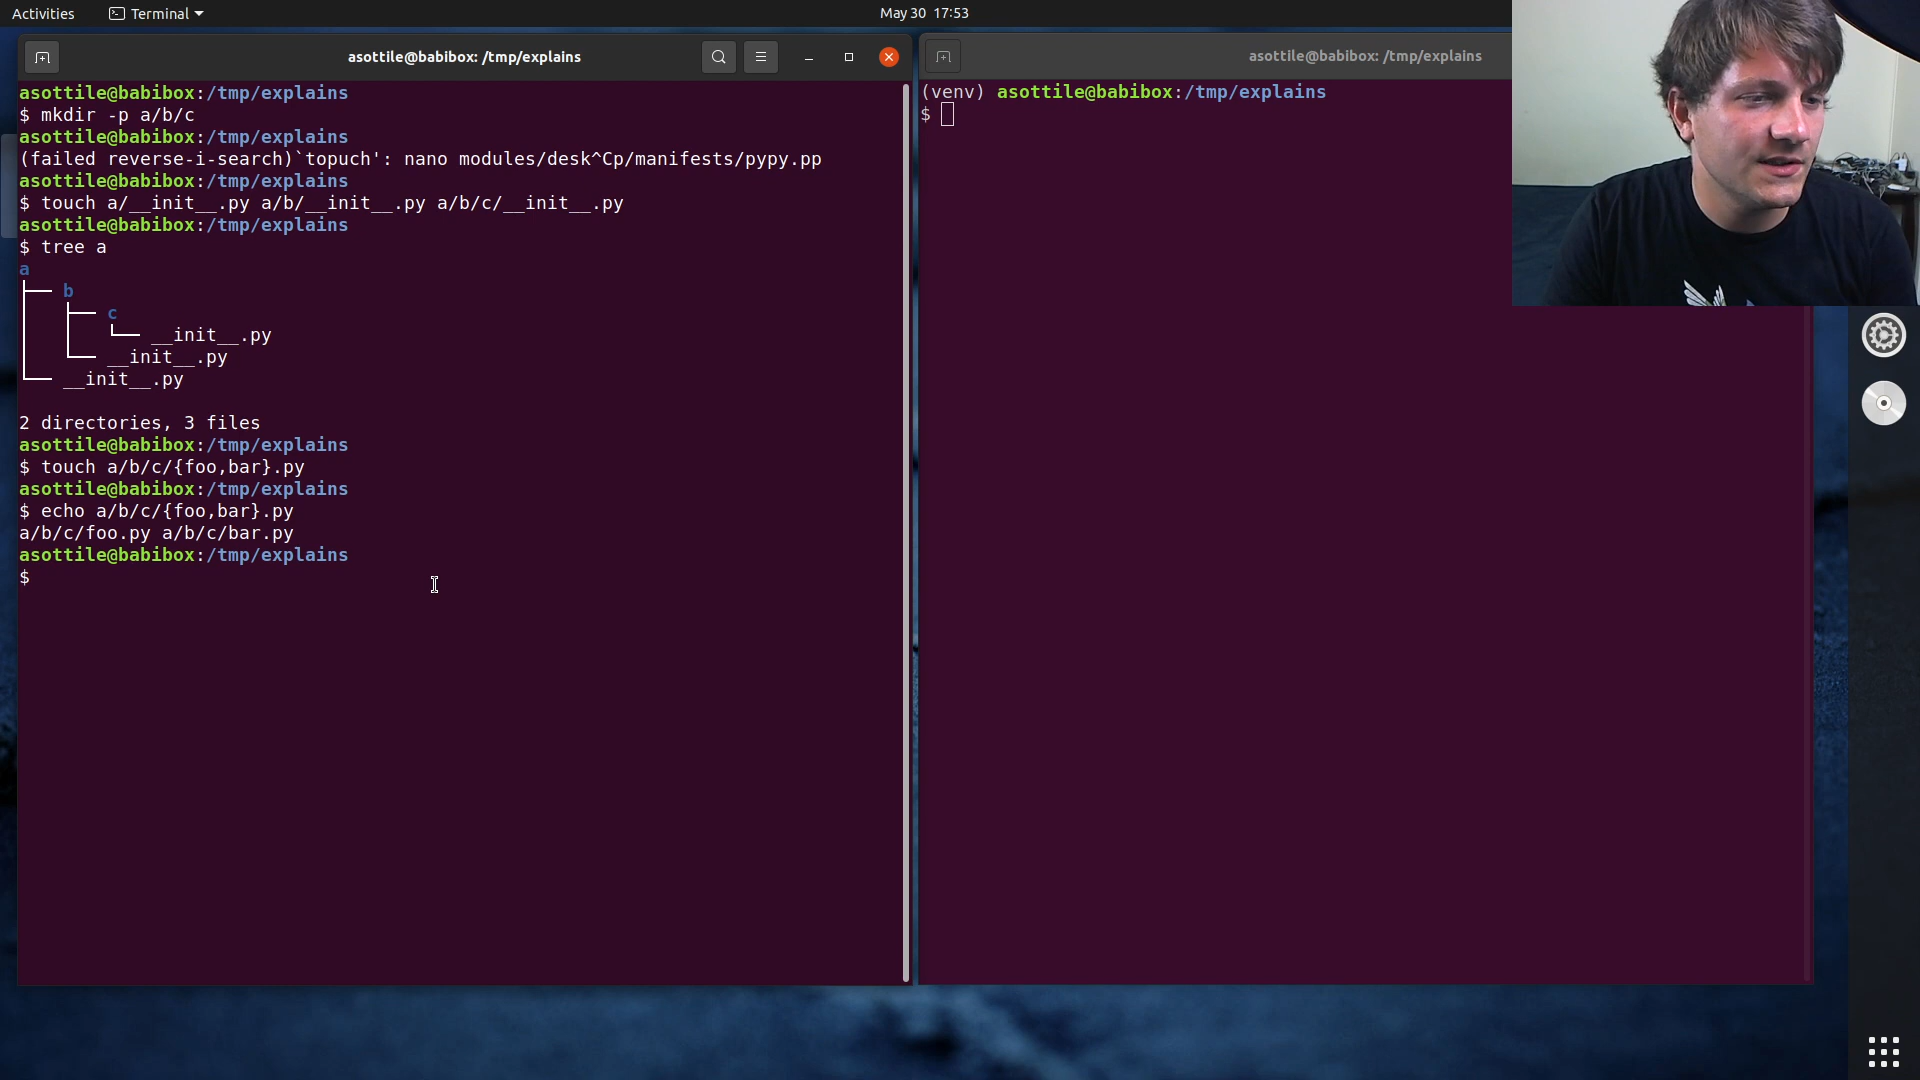 Activities
Terminal
May 30 17:53
asottile@babibox: /tmp/explains
asottile@babibox:/tmp/explains
$ mkdir -p a/b/c
asottile@babibox:/tmp/explains
(failed reverse-i-search)`topuch': nano modules/desk^Cp/manifests/pypy.pp
asottile@babibox:/tmp/explains
$ touch a/__init__.py a/b/__init__.py a/b/c/__init__.py
asottile@babibox:/tmp/explains
$ tree a
a
├── b
│   ├── c
│   │   └── __init__.py
│   └── __init__.py
└── __init__.py
2 directories, 3 files
asottile@babibox:/tmp/explains
$ touch a/b/c/{foo,bar}.py
asottile@babibox:/tmp/explains
$ echo a/b/c/{foo,bar}.py
a/b/c/foo.py a/b/c/bar.py
asottile@babibox:/tmp/explains
$
asottile@babibox: /tmp/explains
(venv) asottile@babibox:/tmp/explains
$